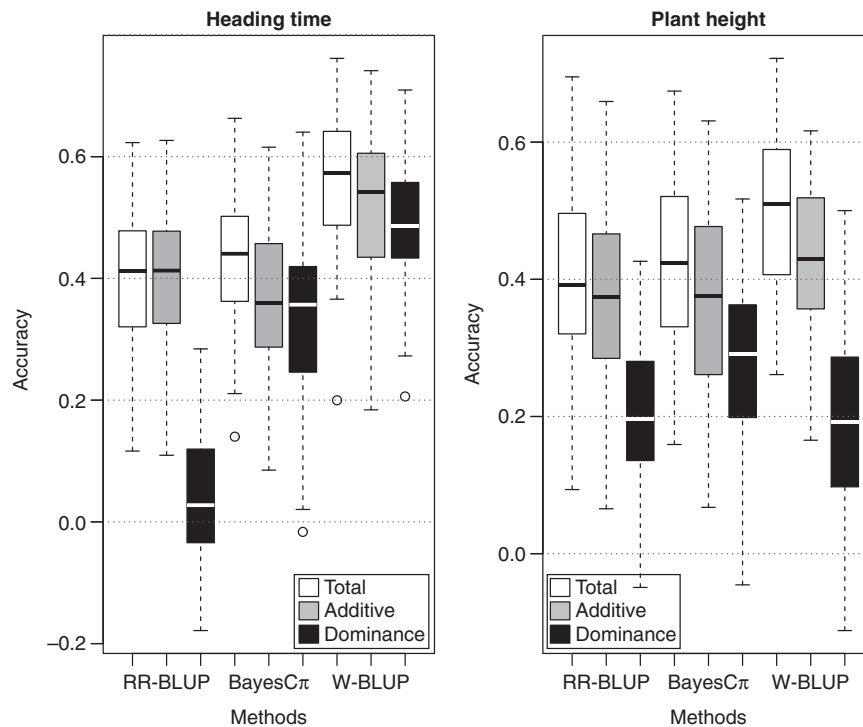 Heading time
Accuracy
0.6
0.4
0.2
0.0
–0.2
Total
Additive
Dominance
RR-BLUP BayesCπ W-BLUP
Methods
Plant height
Accuracy
0.6
0.4
0.2
0.0
Total
Additive
Dominance
RR-BLUP BayesCπ W-BLUP
Methods